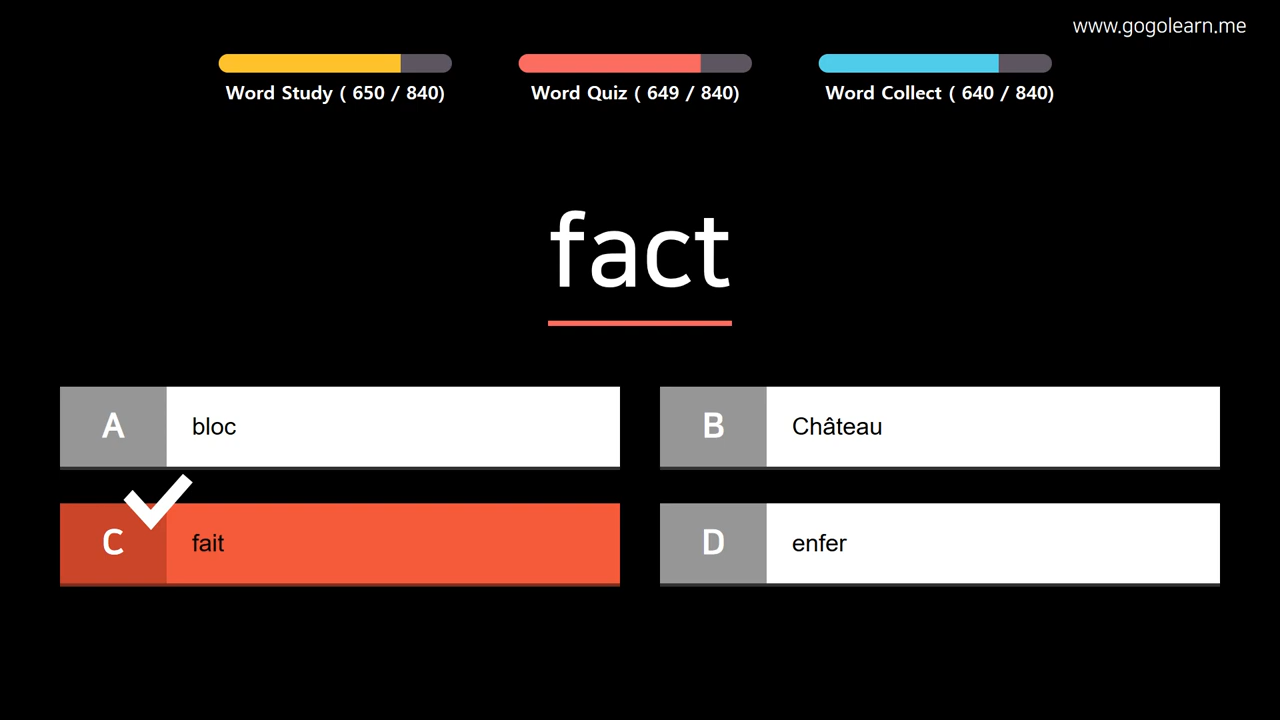 www.gogolearn.me
Word Study ( 650 / 840)
Word Quiz ( 649 / 840)
Word Collect ( 640 / 840)
fact
A
bloc
B
Château
C
fait
D
enfer